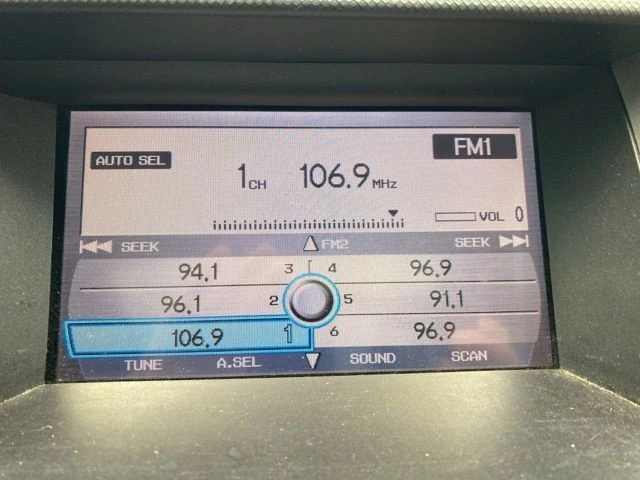 AUTO SEL
FM1
1CH 106.9MHz
VOL 0
SEEK FM2 SEEK
94.1 3 4 96.9
96.1 2 5 91.1
106.9 1 6 96.9
TUNE A.SEL SOUND SCAN